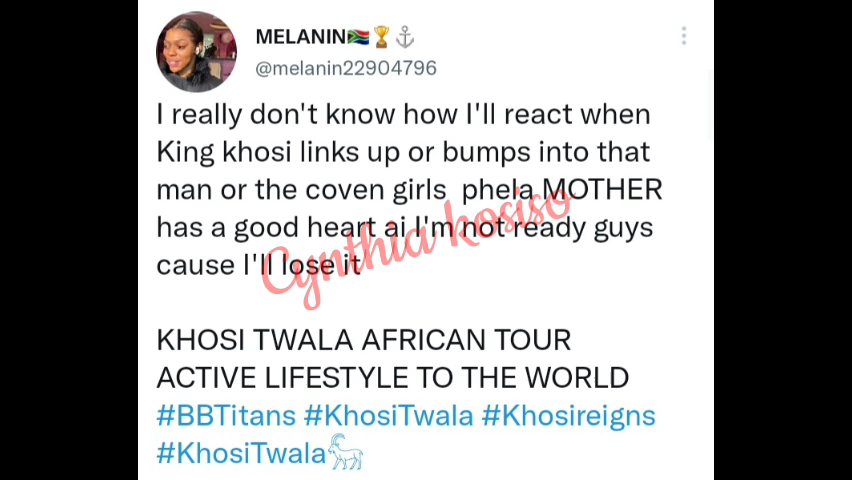 MELANIN🇿🇦🏆⚓
@melanin22904796
I really don't know how I'll react when
King khosi links up or bumps into that
man or the coven girls phela MOTHER
has a good heart ai I'm not ready guys
cause I'll lose it
Cynthia kosiso
KHOSI TWALA AFRICAN TOUR
ACTIVE LIFESTYLE TO THE WORLD
#BBTitans #KhosiTwala #Khosireigns
#KhosiTwala🐐